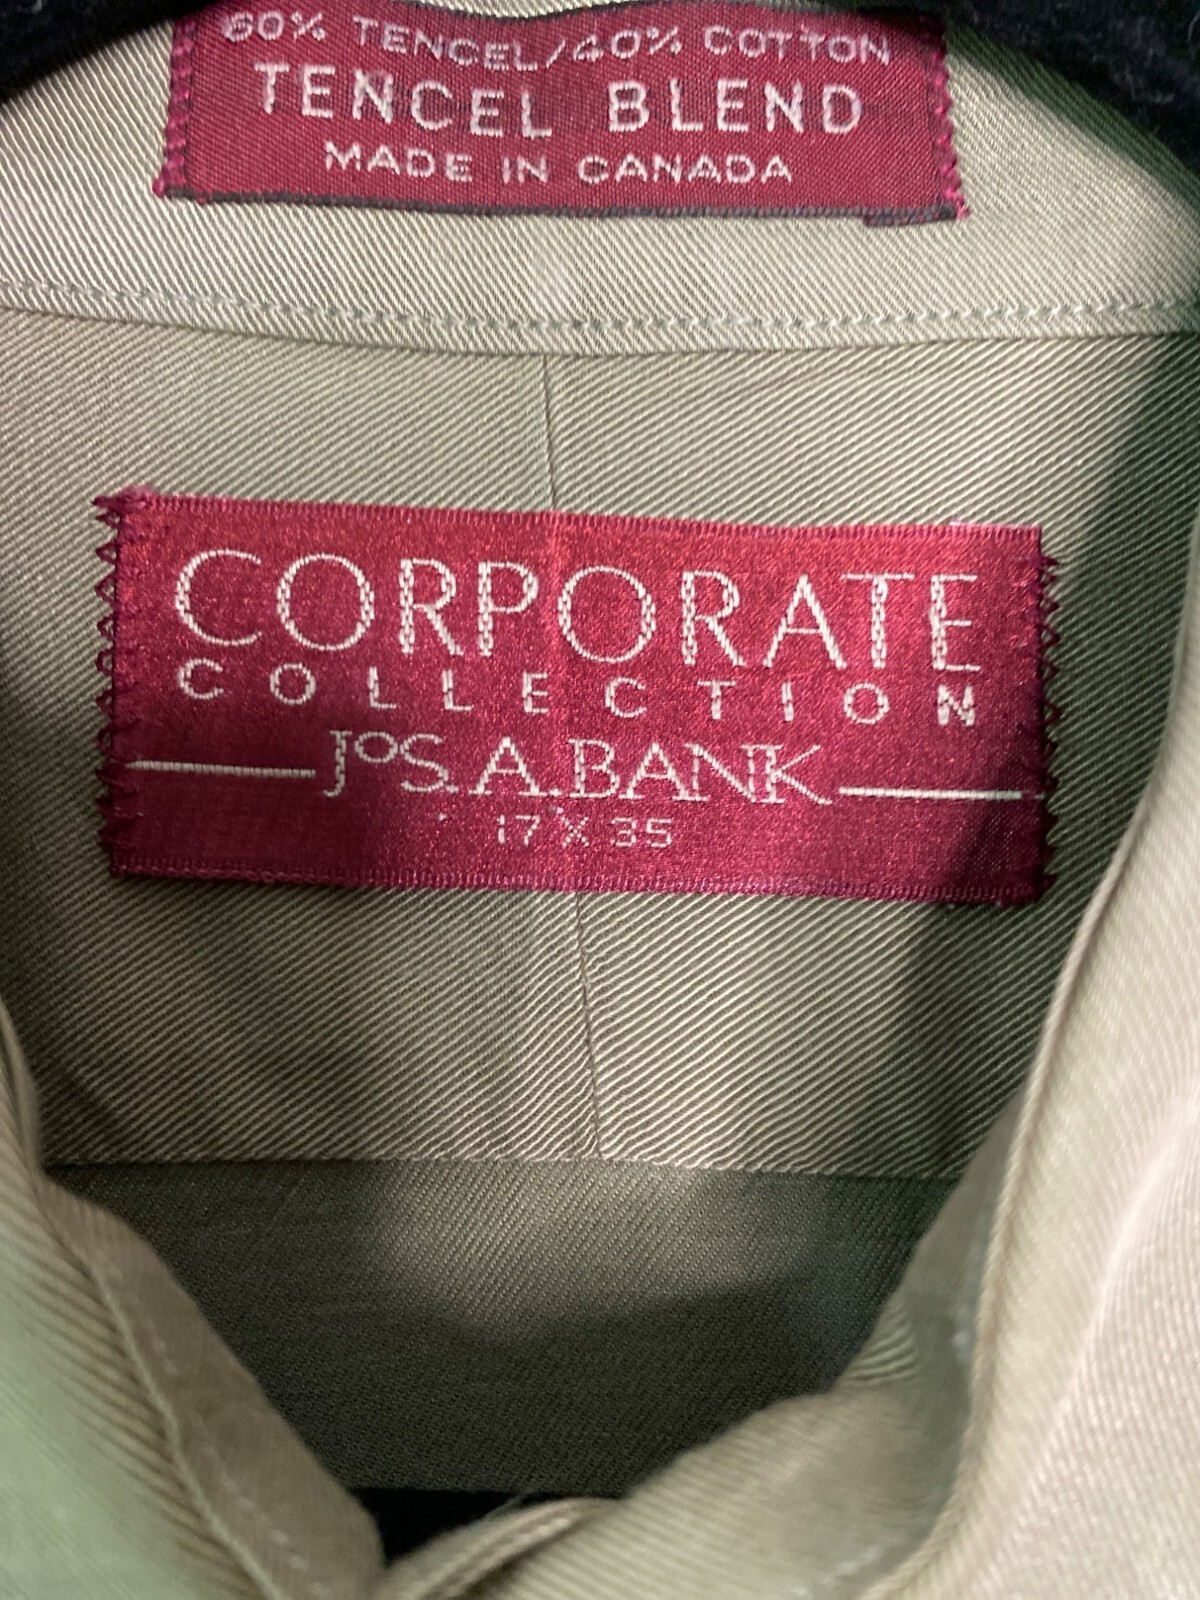 60% TENCEL/40% COTTON
TENCEL BLEND
MADE IN CANADA
CORPORATE
COLLECTION
JoS.A.BANK
17 X 35